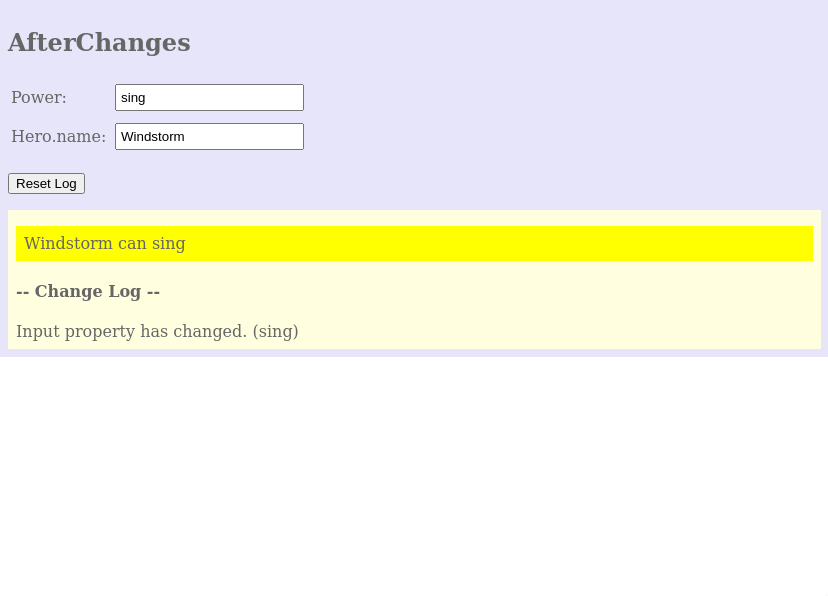 AfterChanges
Power: sing
Hero.name: Windstorm
Reset Log
Windstorm can sing
-- Change Log --
Input property has changed. (sing)